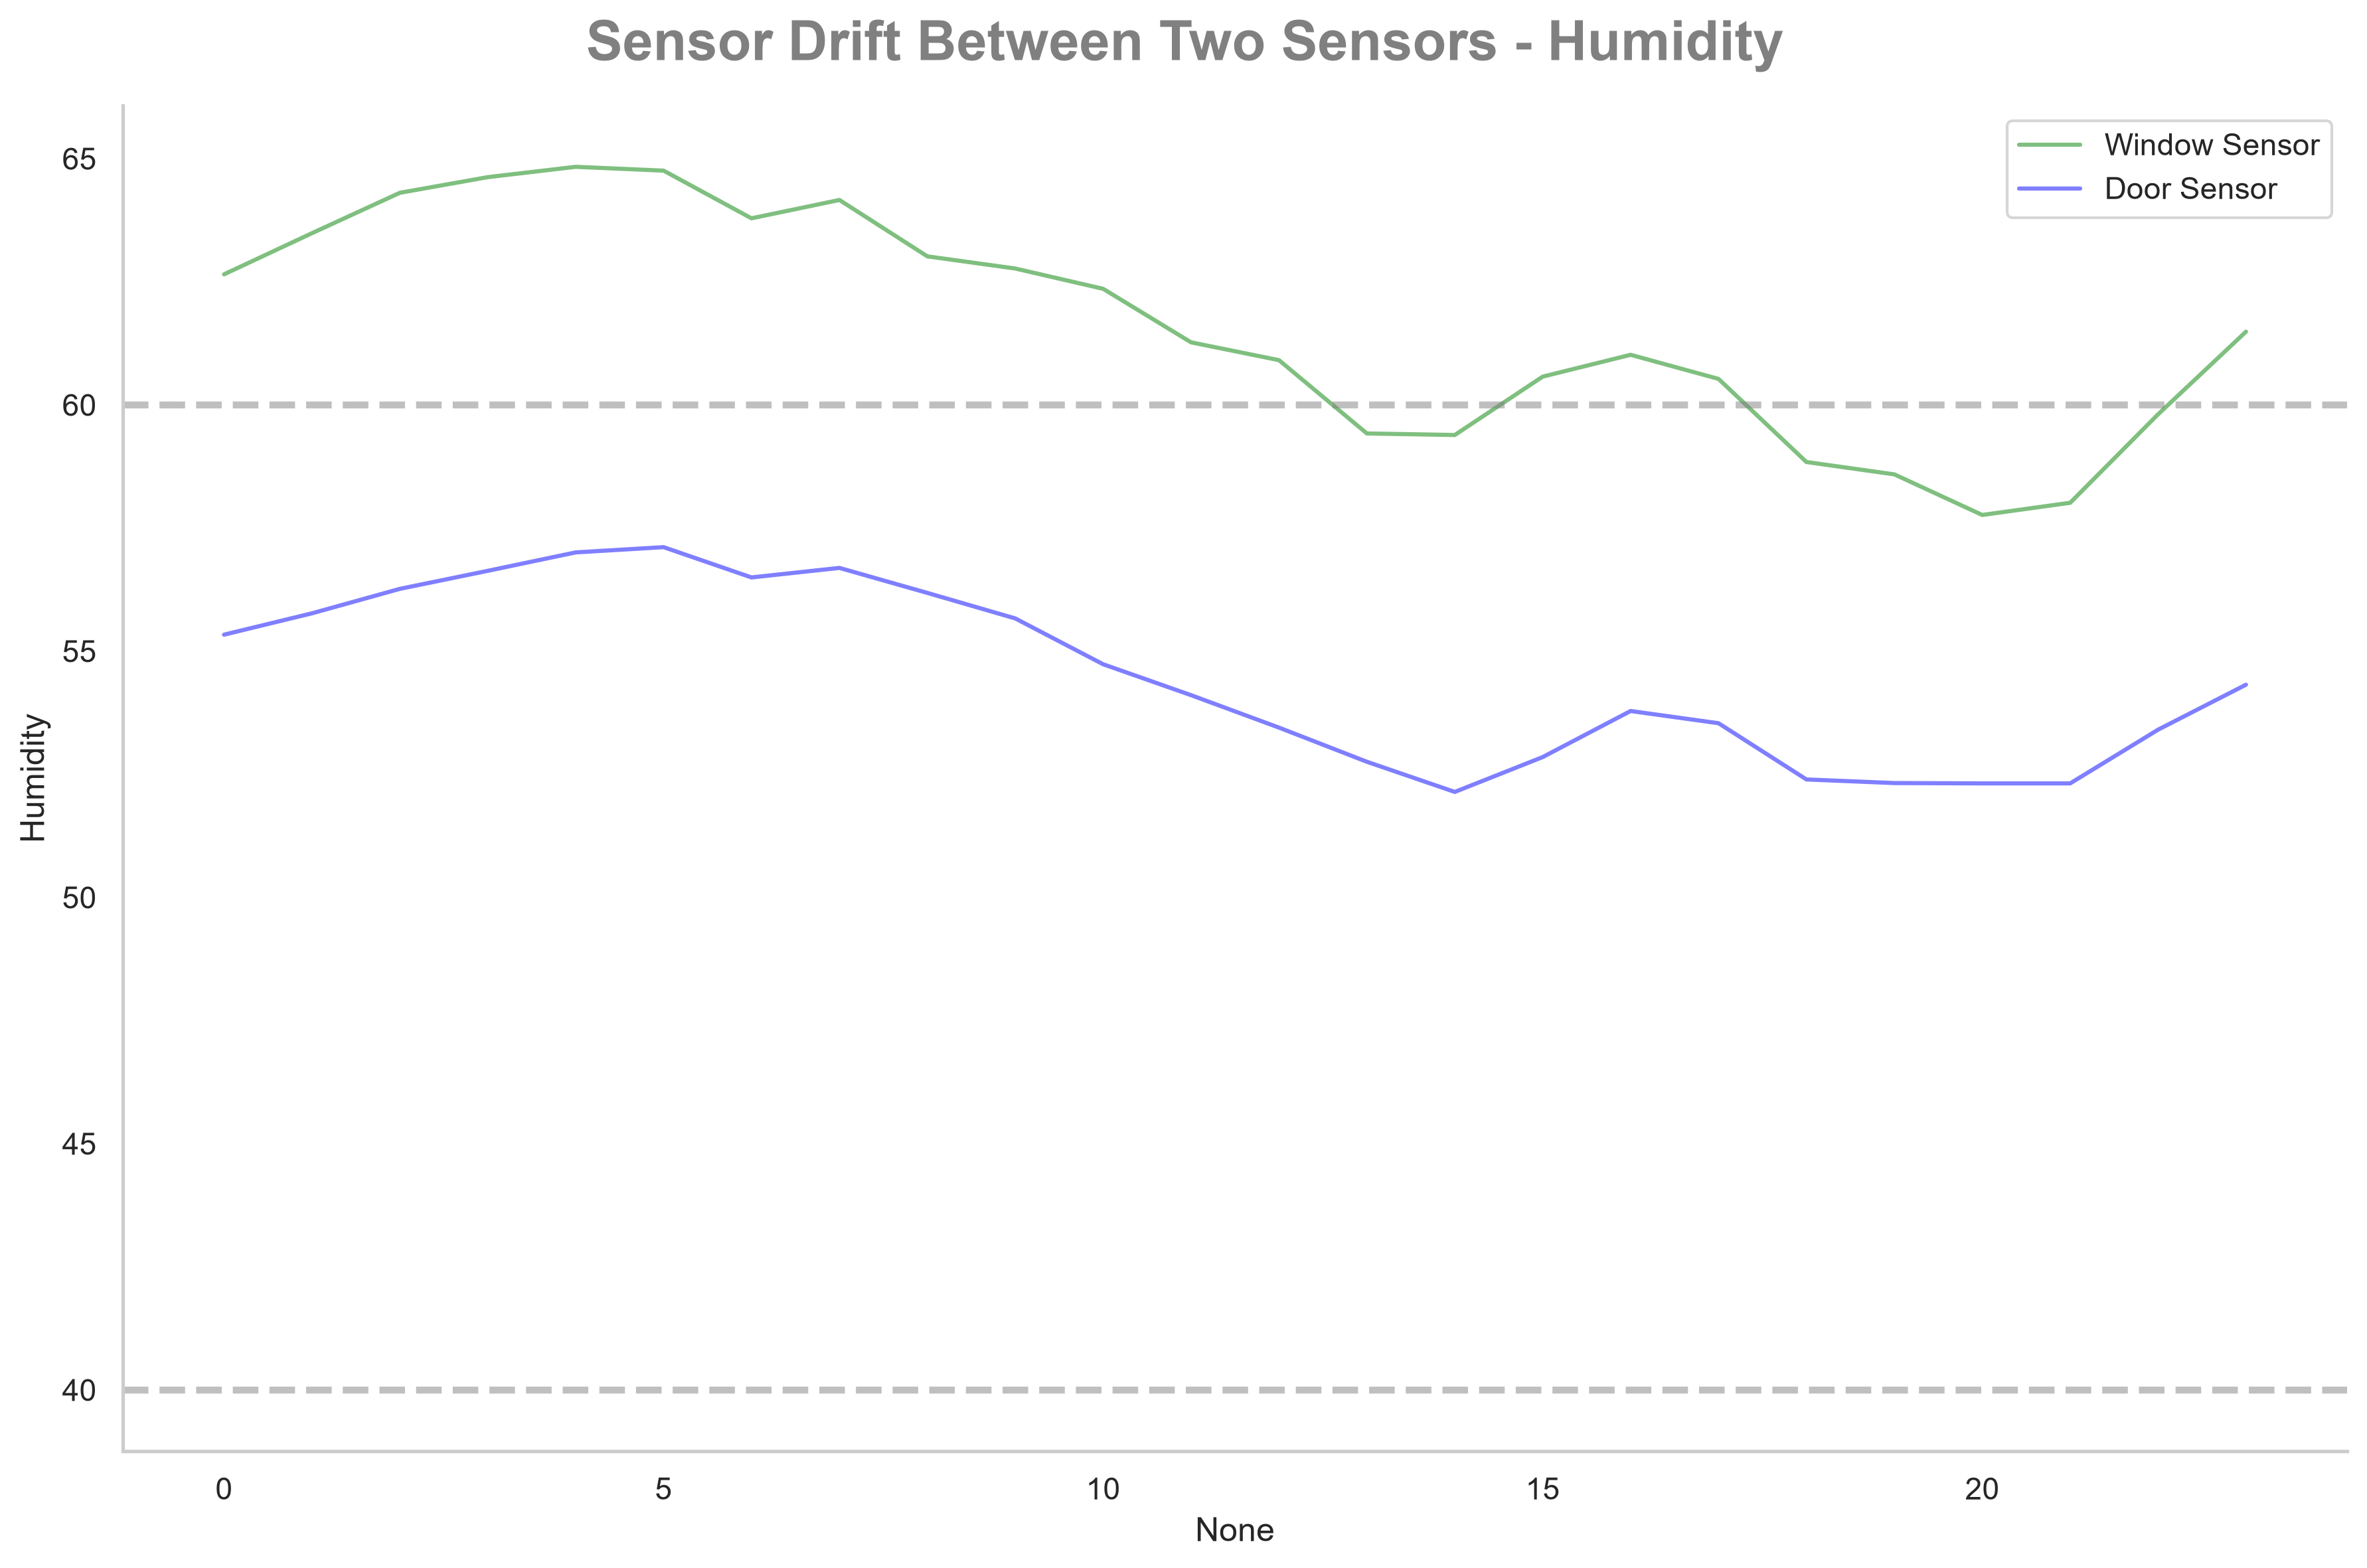 Sensor Drift Between Two Sensors - Humidity
Window Sensor
Door Sensor
65
60
55
50
45
40
Humidity
0 5 10 15 20
None